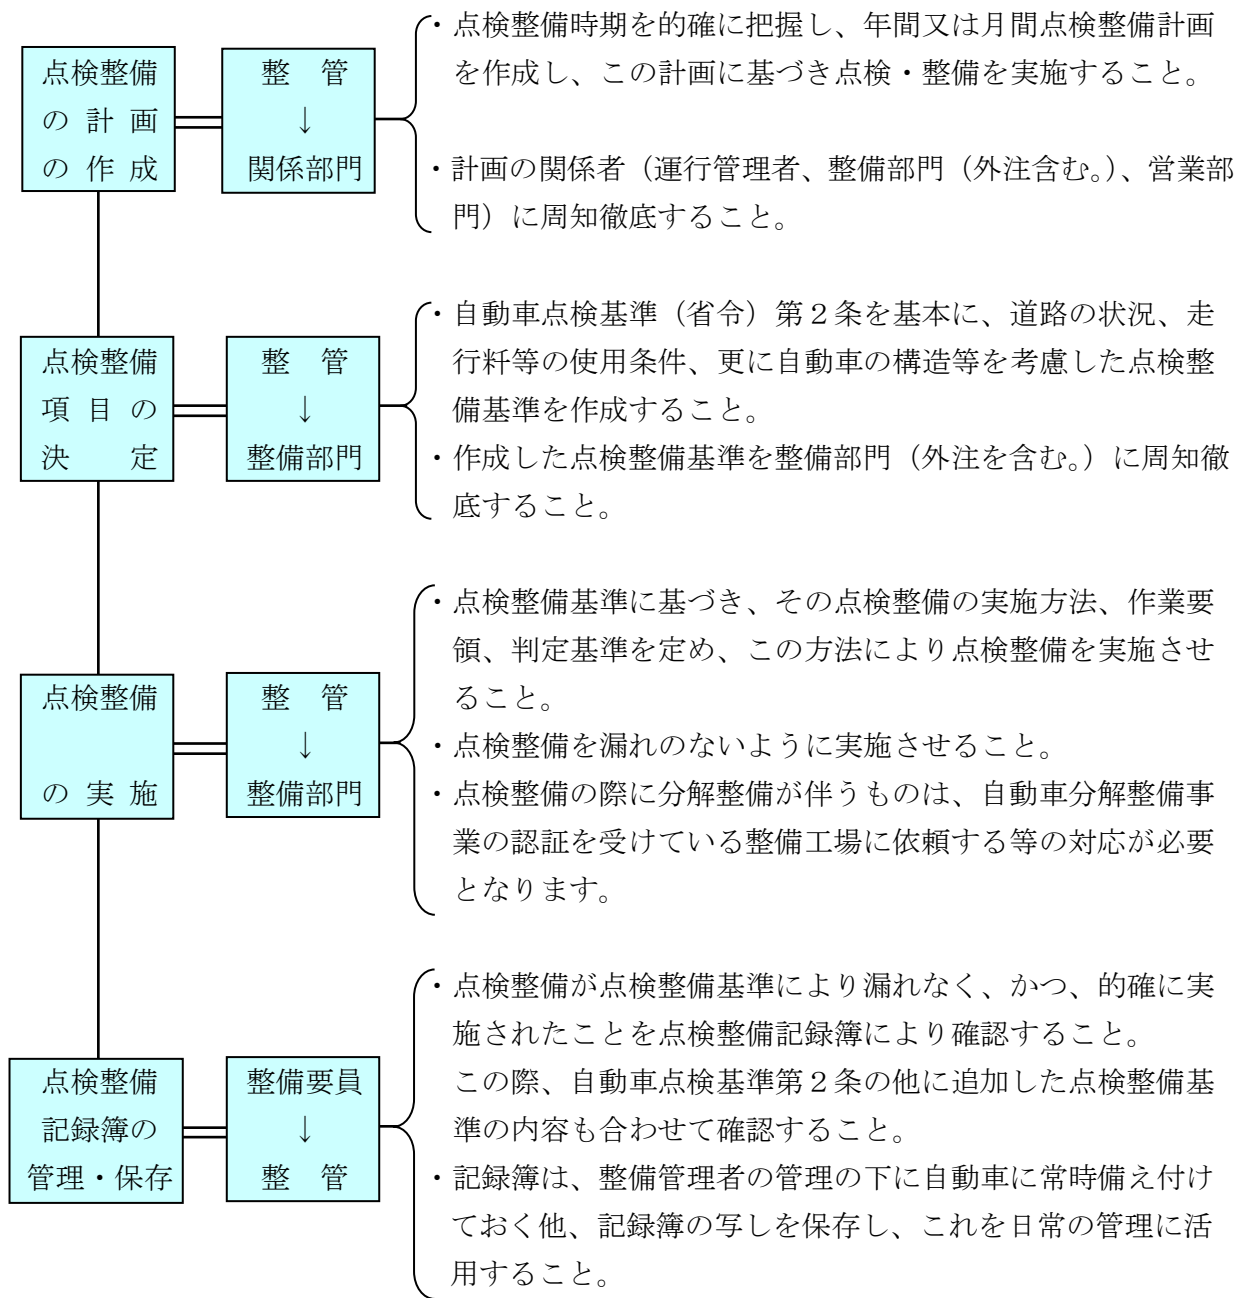 点検整備
の計画
の作成
整管
↓
関係部門
・点検整備時期を的確に把握し、年間又は月間点検整備計画
を作成し、この計画に基づき点検・整備を実施すること。
・計画の関係者（運行管理者、整備部門（外注含む。）、営業部
門）に周知徹底すること。
点検整備
項目の
決定
整管
↓
整備部門
・自動車点検基準（省令）第２条を基本に、道路の状況、走
行粁等の使用条件、更に自動車の構造等を考慮した点検整
備基準を作成すること。
・作成した点検整備基準を整備部門（外注を含む。）に周知徹
底すること。
点検整備
の実施
整管
↓
整備部門
・点検整備基準に基づき、その点検整備の実施方法、作業要
領、判定基準を定め、この方法により点検整備を実施させ
ること。
・点検整備を漏れのないように実施させること。
・点検整備の際に分解整備が伴うものは、自動車分解整備事
業の認証を受けている整備工場に依頼する等の対応が必要
となります。
点検整備
記録簿の
管理・保存
整備要員
↓
整管
・点検整備が点検整備基準により漏れなく、かつ、的確に実
施されたことを点検整備記録簿により確認すること。
この際、自動車点検基準第２条の他に追加した点検整備基
準の内容も合わせて確認すること。
・記録簿は、整備管理者の管理の下に自動車に常時備え付け
ておく他、記録簿の写しを保存し、これを日常の管理に活
用すること。